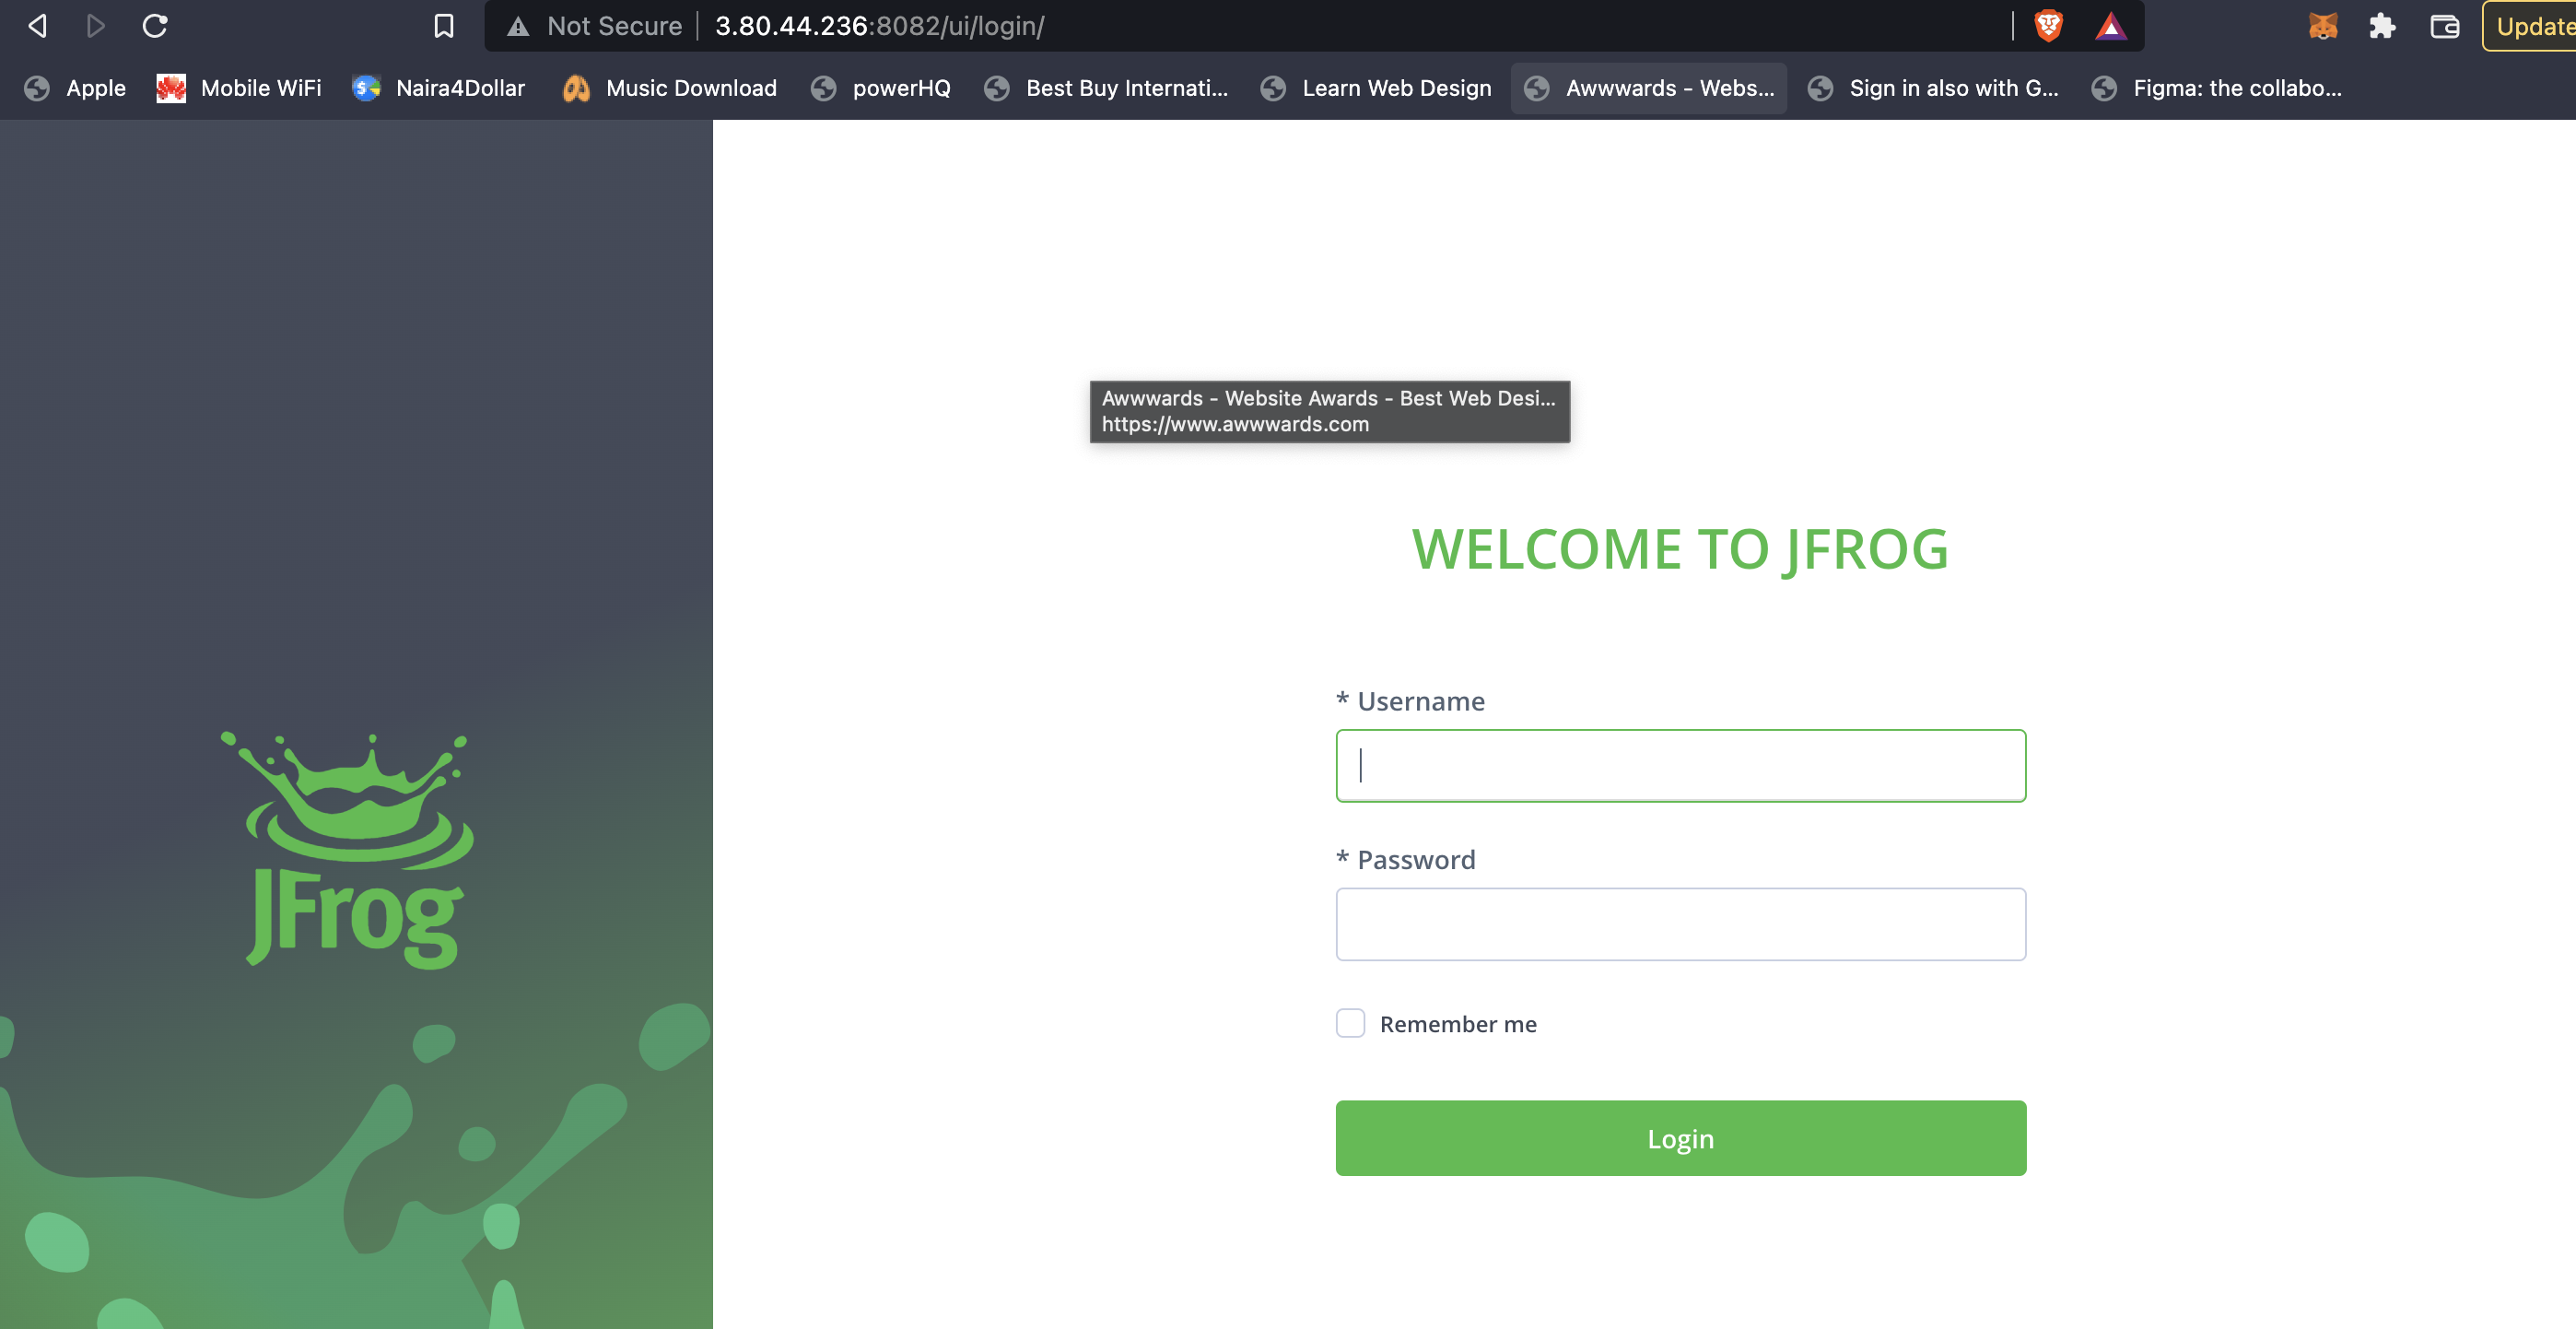 Not Secure 3.80.44.236:8082/ui/login/ Update
Apple Mobile WiFi Naira4Dollar Music Download powerHQ Best Buy Internati... Learn Web Design Awwwards - Webs... Sign in also with G... Figma: the collabo...
Awwwards - Website Awards - Best Web Desi...
https://www.awwwards.com
WELCOME TO JFROG
* Username
JFrog
* Password
Remember me
Login